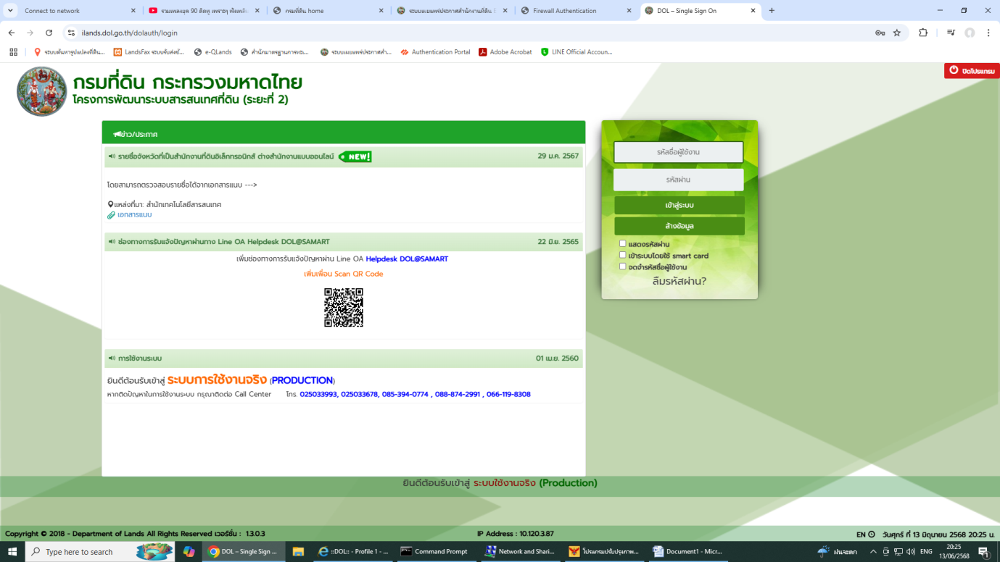 Connect to network
รวมเพลงยุค 90 ติดหู เพราะๆ ฟังเพลิ
กรมที่ดิน home
ระบบเผยแพร่ประกาศสำนักงานที่ดิน
Firewall Authentication
DOL – Single Sign On
ilands.dol.go.th/dolauth/login
ระบบค้นหารูปแปลงที่ดิน...
LandsFax ระบบรับส่งข้...
e-QLands
สำนักมาตรฐานการทะเ...
ระบบเผยแพร่ประกาศสำ...
Authentication Portal
Adobe Acrobat
LINE Official Accoun...
กรมที่ดิน กระทรวงมหาดไทย
โครงการพัฒนาระบบสารสนเทศที่ดิน (ระยะที่ 2)
ปิดโปรแกรม
ข่าว/ประกาศ
รายชื่อจังหวัดที่เป็นสำนักงานที่ดินอิเล็กทรอนิกส์ ต่างสำนักงานแบบออนไลน์ NEW! 29 ม.ค. 2567
โดยสามารถตรวจสอบรายชื่อได้จากเอกสารแนบ --->
แหล่งที่มา: สำนักเทคโนโลยีสารสนเทศ
เอกสารแนบ
ช่องทางการรับแจ้งปัญหาผ่านทาง Line OA Helpdesk DOL@SAMART 22 มิ.ย. 2565
เพิ่มช่องทางการรับแจ้งปัญหาผ่าน Line OA Helpdesk DOL@SAMART
เพิ่มเพื่อน Scan QR Code
การใช้งานระบบ 01 เม.ย. 2560
ยินดีต้อนรับเข้าสู่ ระบบการใช้งานจริง (PRODUCTION)
หากติดปัญหาในการใช้งานระบบ กรุณาติดต่อ Call Center โทร. 025033993, 025033678, 085-394-0774 , 088-874-2991 , 066-119-8308
รหัสชื่อผู้ใช้งาน
รหัสผ่าน
เข้าสู่ระบบ
ล้างข้อมูล
แสดงรหัสผ่าน
เข้าระบบโดยใช้ smart card
จดจำรหัสชื่อผู้ใช้งาน
ลืมรหัสผ่าน?
ยินดีต้อนรับเข้าสู่ ระบบใช้งานจริง (Production)
Copyright © 2018 - Department of Lands All Rights Reserved เวอร์ชั่น : 1.3.0.3
IP Address : 10.120.3.87
EN วันศุกร์ ที่ 13 มิถุนายน 2568 20:25 น.
Type here to search
DOL – Single Sign ...
::DOL:: - Profile 1 - ...
Command Prompt
Network and Shari...
โปรแกรมปรับปรุงภาพ...
Document1 - Micr...
ฝนจะตก
ENG
20:25
13/06/2568
1